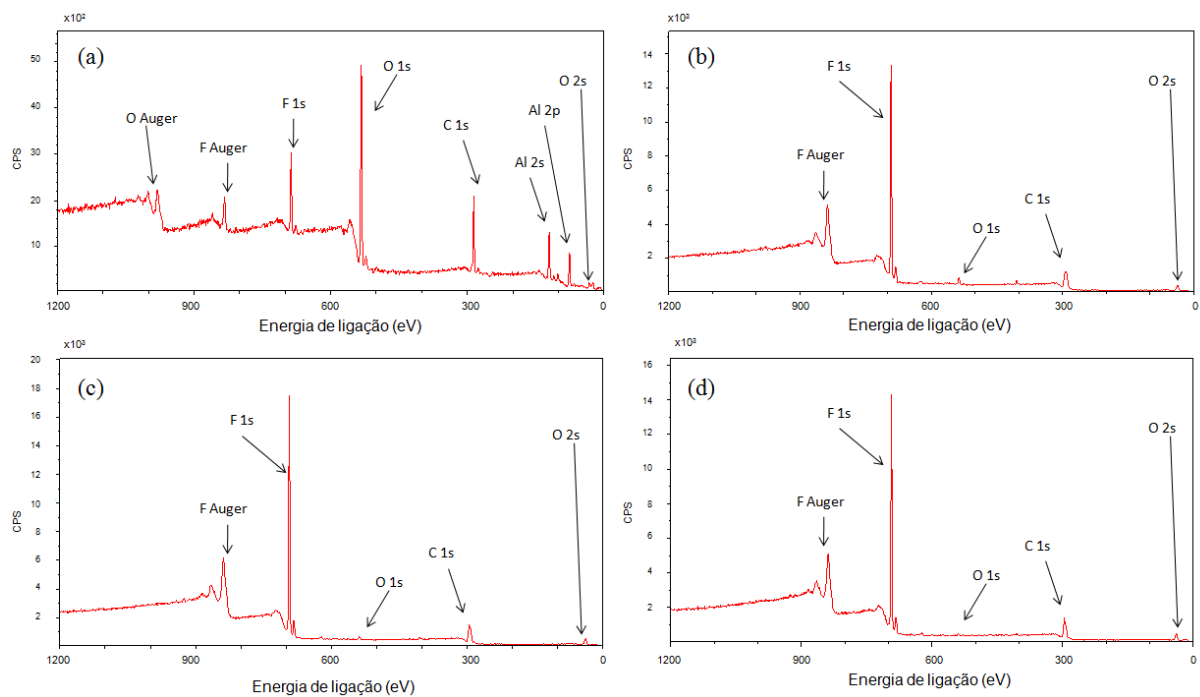 x10²
(a)
50
40
30
20
10
CPS
O Auger
F Auger
F 1s
O 1s
C 1s
Al 2s
Al 2p
O 2s
1200
900
600
300
0
Energia de ligação (eV)
x10³
(b)
14
12
10
8
6
4
2
CPS
F Auger
F 1s
O 1s
C 1s
O 2s
1200
900
600
300
0
Energia de ligação (eV)
x10³
(c)
20
18
16
14
12
10
8
6
4
2
CPS
F Auger
F 1s
O 1s
C 1s
O 2s
1200
900
600
300
0
Energia de ligação (eV)
x10³
(d)
16
14
12
10
8
6
4
2
CPS
F Auger
F 1s
O 1s
C 1s
O 2s
1200
900
600
300
0
Energia de ligação (eV)